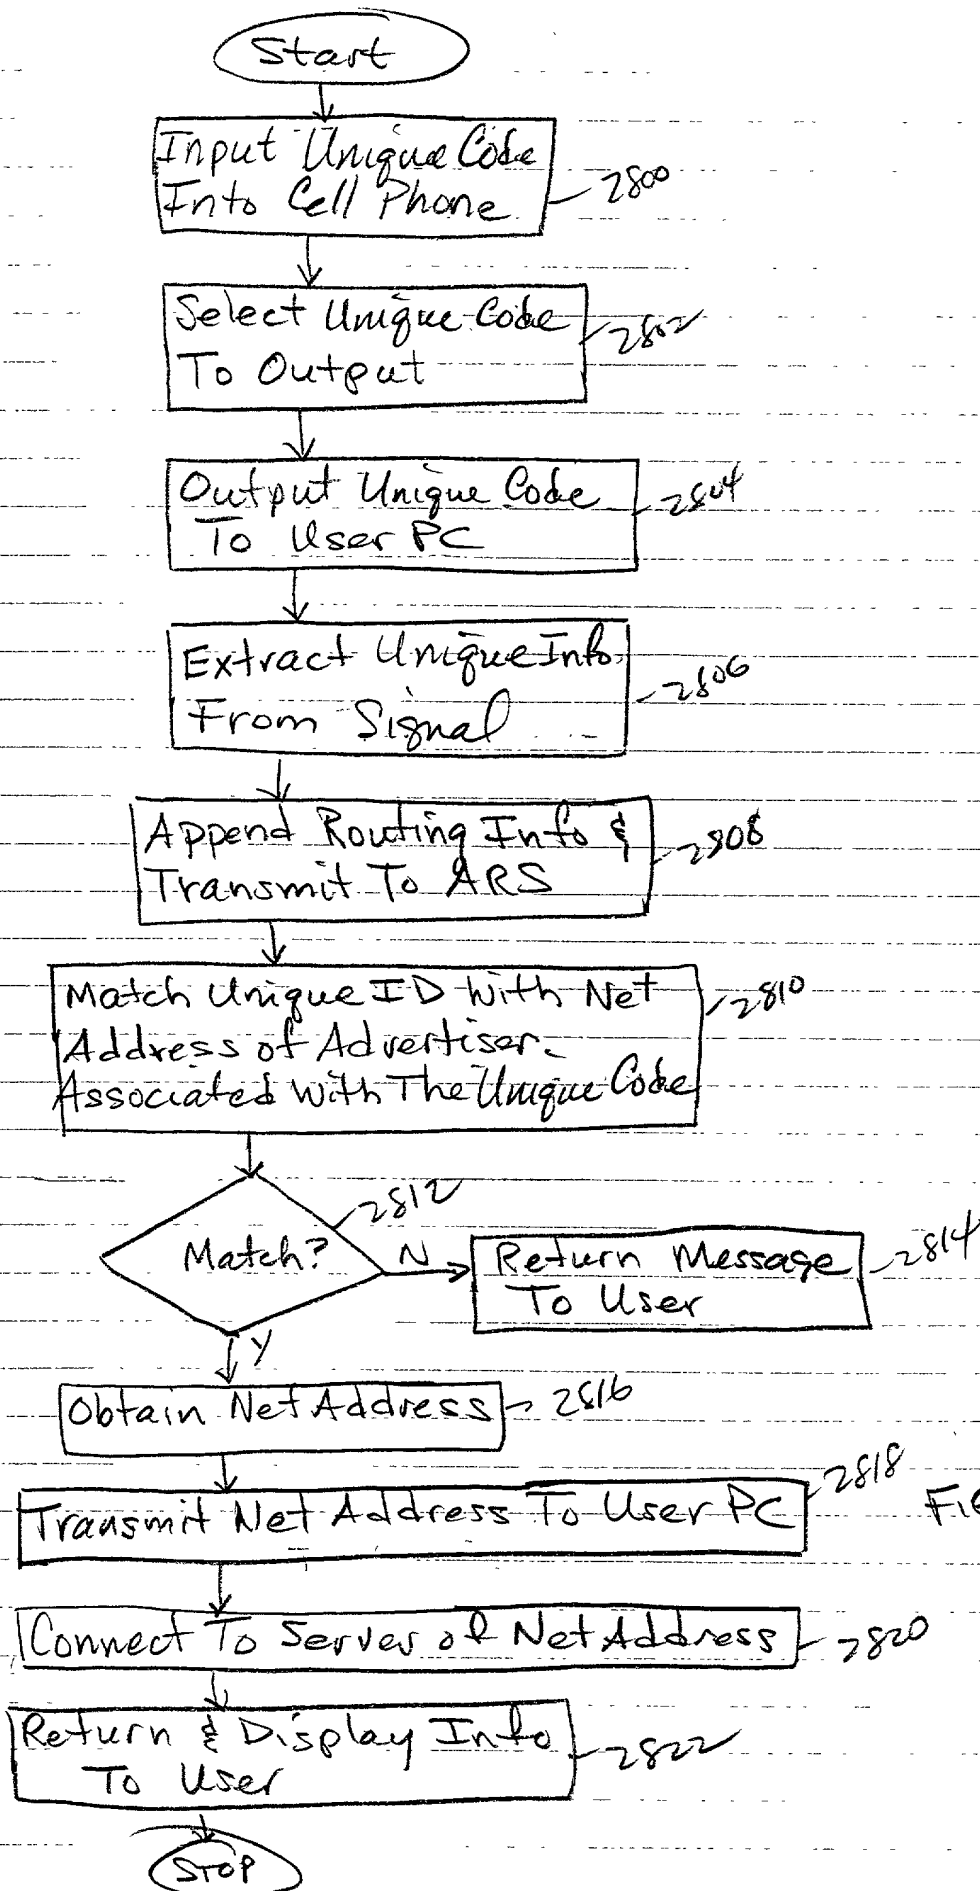 Start
Input Unique Code
Into Cell Phone
2800
Select Unique Code
To Output
2802
Output Unique Code
To User PC
2804
Extract Unique Info
From Signal
2806
Append Routing Info &
Transmit To ARS
2808
Match Unique ID With Net
Address of Advertiser
Associated With The Unique Code
2810
2812
Match?
N
Return Message
To User
2814
Y
Obtain Net Address
2816
Transmit Net Address To User PC
2818
FIG
Connect To Server of Net Address
2820
Return & Display Info
To User
2822
STOP